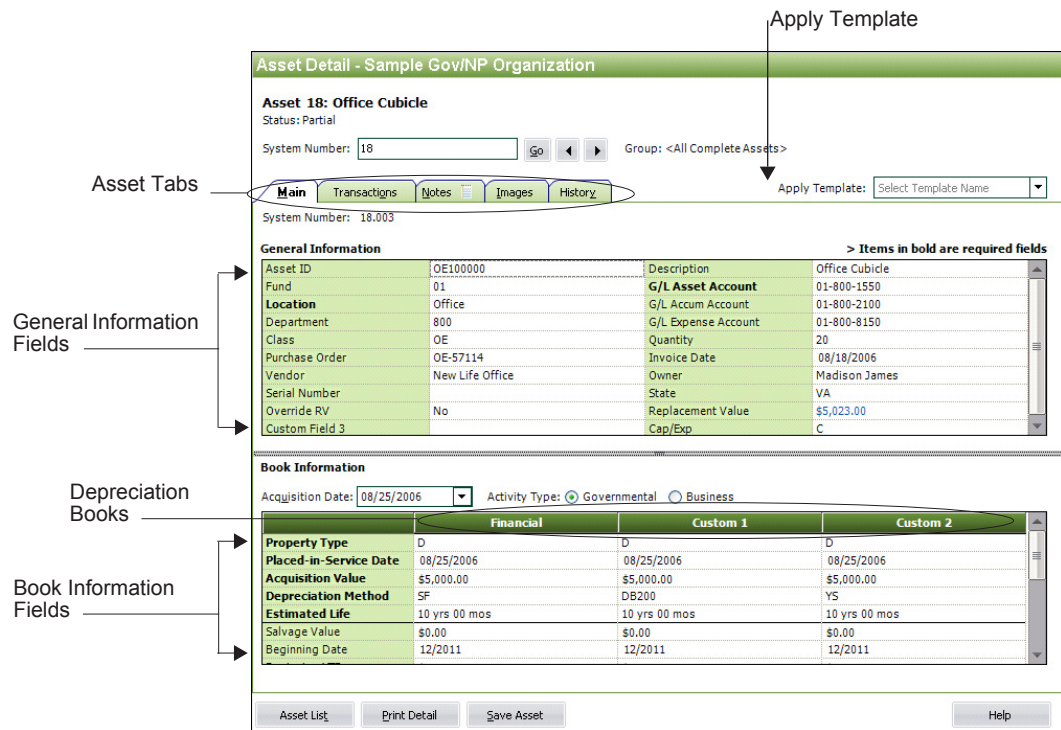 Apply Template
Asset Detail - Sample Gov/NP Organization
Asset 18: Office Cubicle
Status: Partial
System Number: 18 Go Group: <All Complete Assets>
Asset Tabs
Main Transactions Notes Images History Apply Template: Select Template Name
System Number: 18.003
General Information > Items in bold are required fields
General Information Fields
Asset ID OE100000 Description Office Cubicle
Fund 01 G/L Asset Account 01-800-1550
Location Office G/L Accum Account 01-800-2100
Department 800 G/L Expense Account 01-800-8150
Class OE Quantity 20
Purchase Order OE-57114 Invoice Date 08/18/2006
Vendor New Life Office Owner Madison James
Serial Number State VA
Override RV No Replacement Value $5,023.00
Custom Field 3 Cap/Exp C
Book Information
Acquisition Date: 08/25/2006 Activity Type: Governmental Business
Depreciation Books
Financial Custom 1 Custom 2
Book Information Fields
Property Type D D D
Placed-in-Service Date 08/25/2006 08/25/2006 08/25/2006
Acquisition Value $5,000.00 $5,000.00 $5,000.00
Depreciation Method SF DB200 YS
Estimated Life 10 yrs 00 mos 10 yrs 00 mos 10 yrs 00 mos
Salvage Value $0.00 $0.00 $0.00
Beginning Date 12/2011 12/2011 12/2011
Asset List Print Detail Save Asset Help